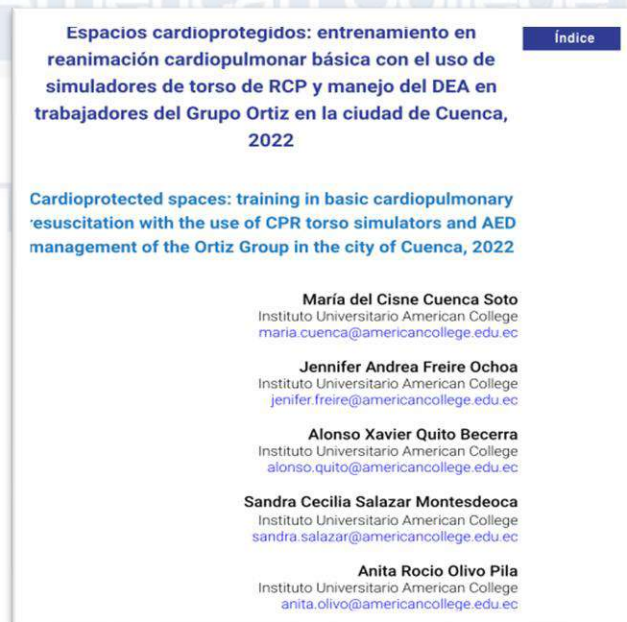 American College
Espacios cardioprotegidos: entrenamiento en
reanimación cardiopulmonar básica con el uso de
simuladores de torso de RCP y manejo del DEA en
trabajadores del Grupo Ortiz en la ciudad de Cuenca,
2022
Índice
Cardioprotected spaces: training in basic cardiopulmonary
resuscitation with the use of CPR torso simulators and AED
management of the Ortiz Group in the city of Cuenca, 2022
María del Cisne Cuenca Soto
Instituto Universitario American College
maria.cuenca@americancollege.edu.ec
Jennifer Andrea Freire Ochoa
Instituto Universitario American College
jenifer.freire@americancollege.edu.ec
Alonso Xavier Quito Becerra
Instituto Universitario American College
alonso.quito@americancollege.edu.ec
Sandra Cecilia Salazar Montesdeoca
Instituto Universitario American College
sandra.salazar@americancollege.edu.ec
Anita Rocio Olivo Pila
Instituto Universitario American College
anita.olivo@americancollege.edu.ec